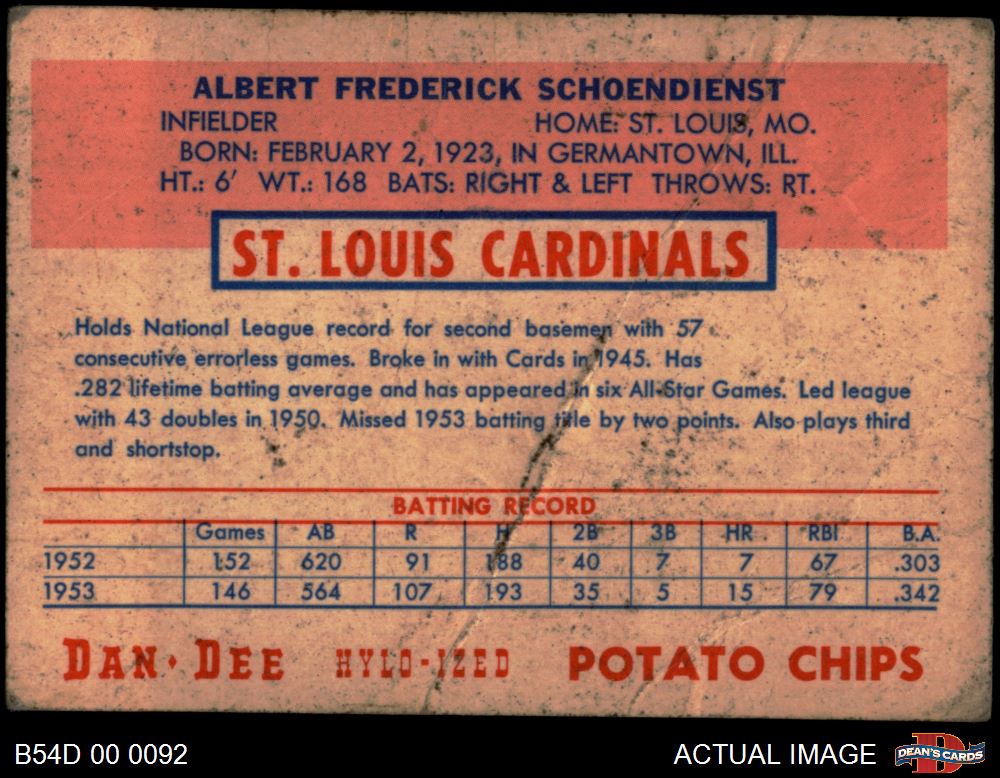 ALBERT FREDERICK SCHOENDIENST
INFIELDER HOME: ST. LOUIS, MO.
BORN: FEBRUARY 2, 1923, IN GERMANTOWN, ILL.
HT.: 6' WT.: 168 BATS: RIGHT & LEFT THROWS: RT.
ST. LOUIS CARDINALS
Holds National League record for second basemen with 57
consecutive errorless games. Broke in with Cards in 1945. Has
.282 lifetime batting average and has appeared in six All-Star Games. Led league
with 43 doubles in 1950. Missed 1953 batting title by two points. Also plays third
and shortstop.
BATTING RECORD
Games AB R H 2B 3B HR RBI B.A.
1952 152 620 91 188 40 7 7 67 .303
1953 146 564 107 193 35 5 15 79 .342
DAN·DEE HYLO-IZED POTATO CHIPS
B54D 00 0092 ACTUAL IMAGE DEAN'S CARDS